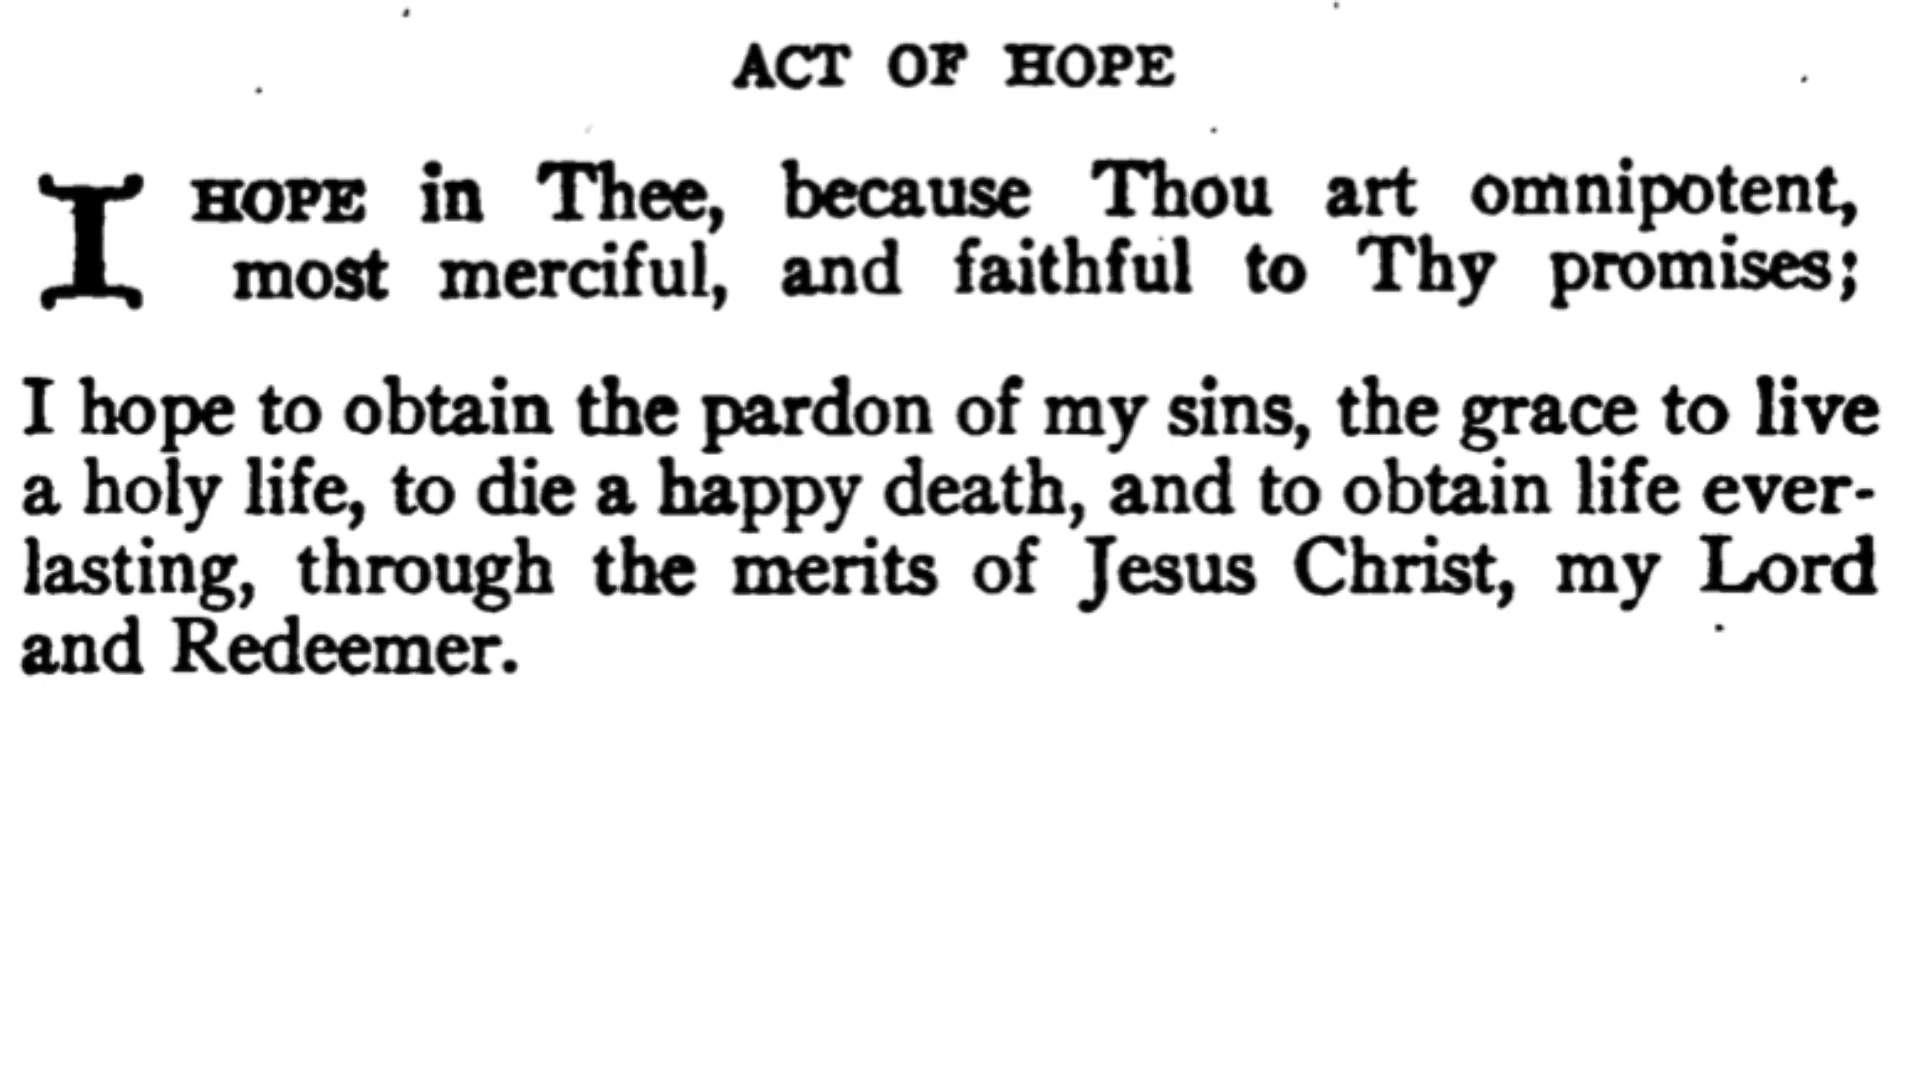 ACT OF HOPE
I HOPE in Thee, because Thou art omnipotent,
most merciful, and faithful to Thy promises;
I hope to obtain the pardon of my sins, the grace to live
a holy life, to die a happy death, and to obtain life ever-
lasting, through the merits of Jesus Christ, my Lord
and Redeemer.